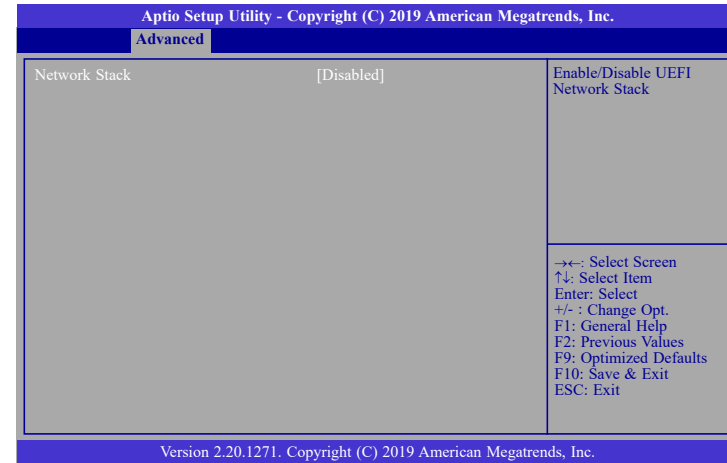 Aptio Setup Utility - Copyright (C) 2019 American Megatrends, Inc.
Advanced
Network Stack [Disabled]
Enable/Disable UEFI
Network Stack
→←: Select Screen
↑↓: Select Item
Enter: Select
+/- : Change Opt.
F1: General Help
F2: Previous Values
F9: Optimized Defaults
F10: Save & Exit
ESC: Exit
Version 2.20.1271. Copyright (C) 2019 American Megatrends, Inc.